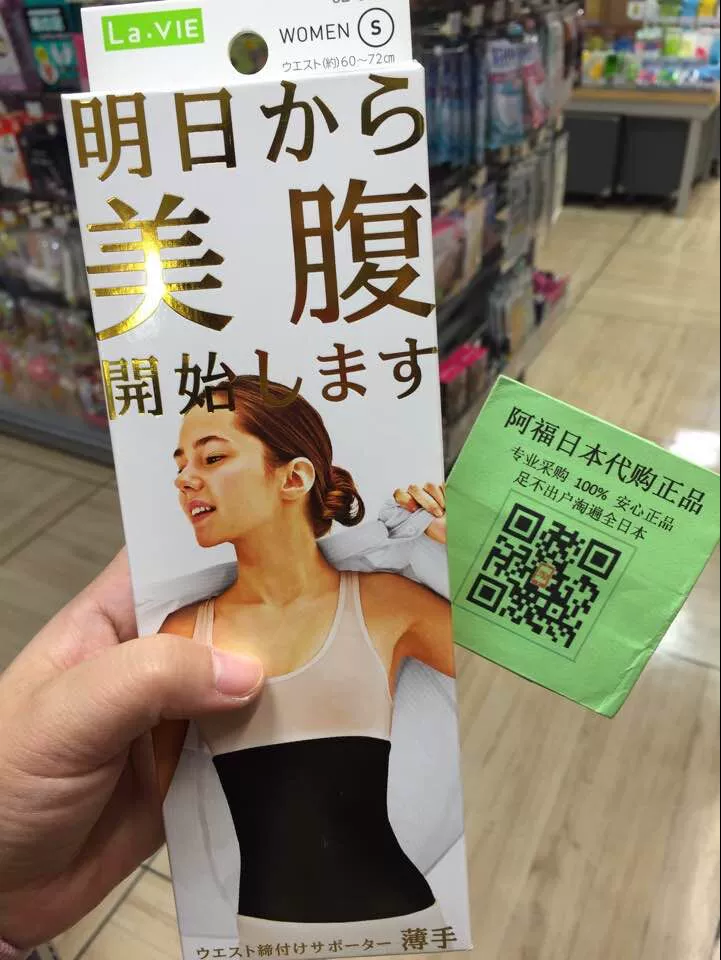 La.VIE
WOMEN S
ウエスト(約)60〜72cm
明日から
美腹
開始します
ウエスト締付けサポーター 薄手
阿福日本代购正品
专业采购 100% 安心正品
足不出户淘遍全日本